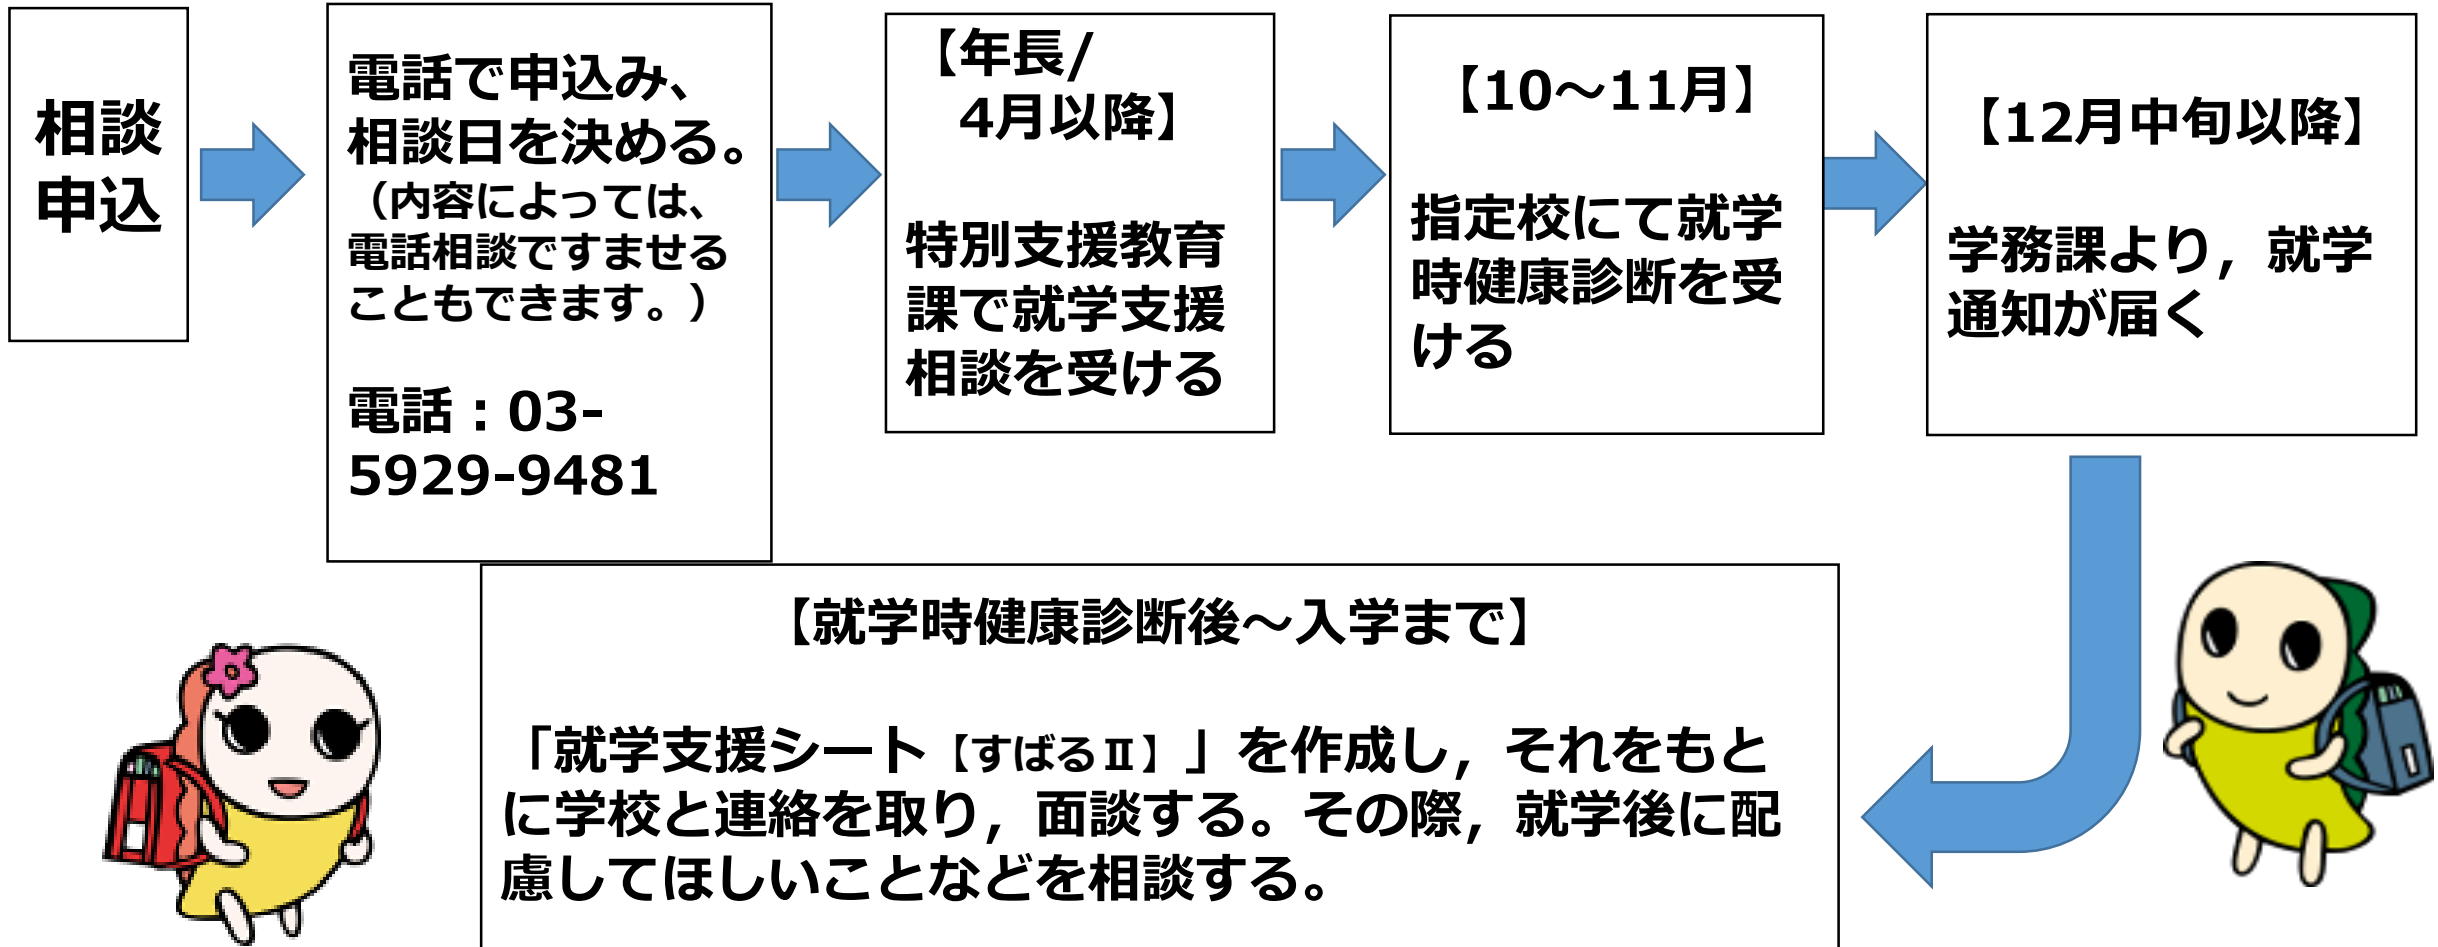 相談
申込
電話で申込み、
相談日を決める。
（内容によっては、
電話相談ですませる
こともできます。）
電話：03-
5929-9481
【年長/
4月以降】
特別支援教育
課で就学支援
相談を受ける
【10～11月】
指定校にて就学
時健康診断を受
ける
【12月中旬以降】
学務課より，就学
通知が届く
【就学時健康診断後～入学まで】
「就学支援シート【すばるⅡ】」を作成し，それをもと
に学校と連絡を取り，面談する。その際，就学後に配
慮してほしいことなどを相談する。